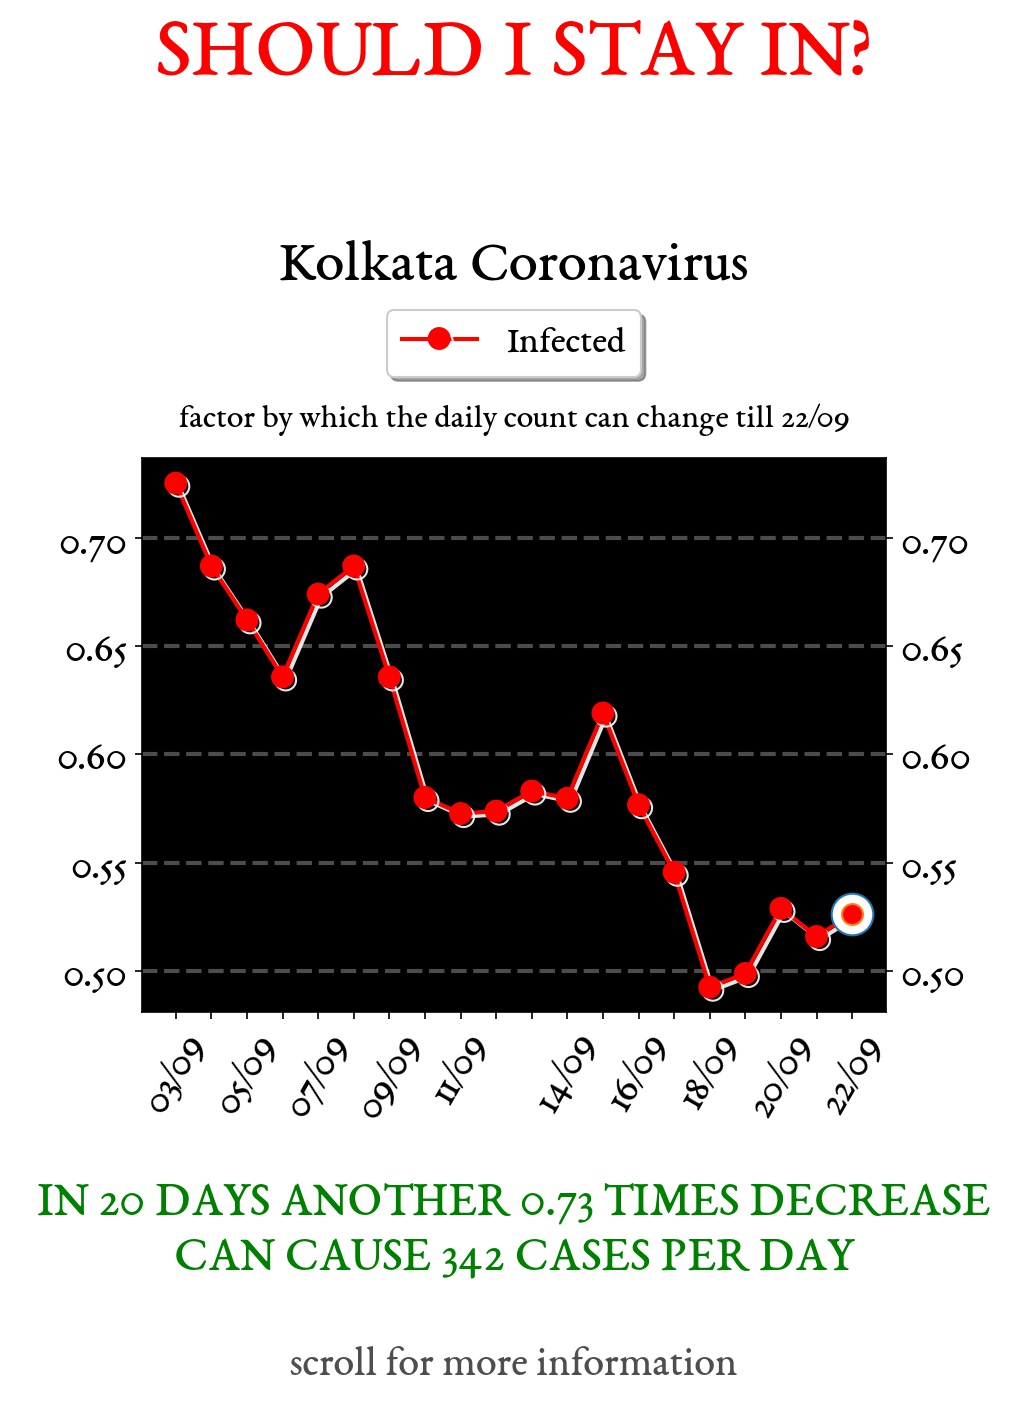 SHOULD I STAY IN?
Kolkata Coronavirus
Infected
factor by which the daily count can change till 22/09
0.70 0.70
0.65 0.65
0.60 0.60
0.55 0.55
0.50 0.50
03/09 05/09 07/09 09/09 11/09 14/09 16/09 18/09 20/09 22/09
IN 20 DAYS ANOTHER 0.73 TIMES DECREASE
CAN CAUSE 342 CASES PER DAY
scroll for more information